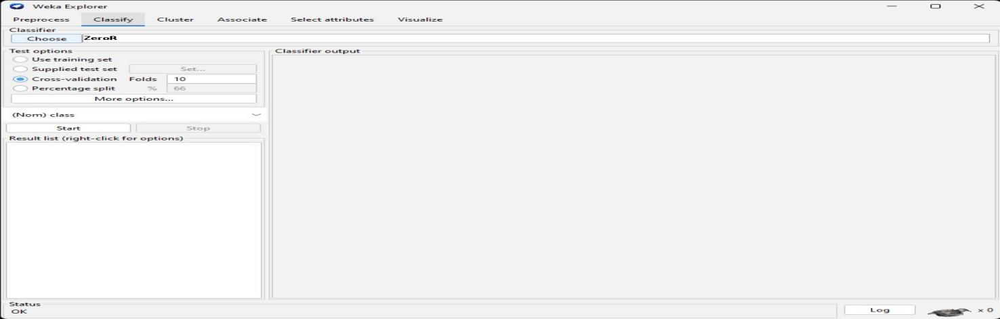 Weka Explorer
Preprocess Classify Cluster Associate Select attributes Visualize
Classifier
Choose ZeroR
Test options
Use training set
Supplied test set Set...
Cross-validation Folds 10
Percentage split % 66
More options...
(Nom) class
Start Stop
Result list (right-click for options)
Classifier output
Status
OK
Log x 0